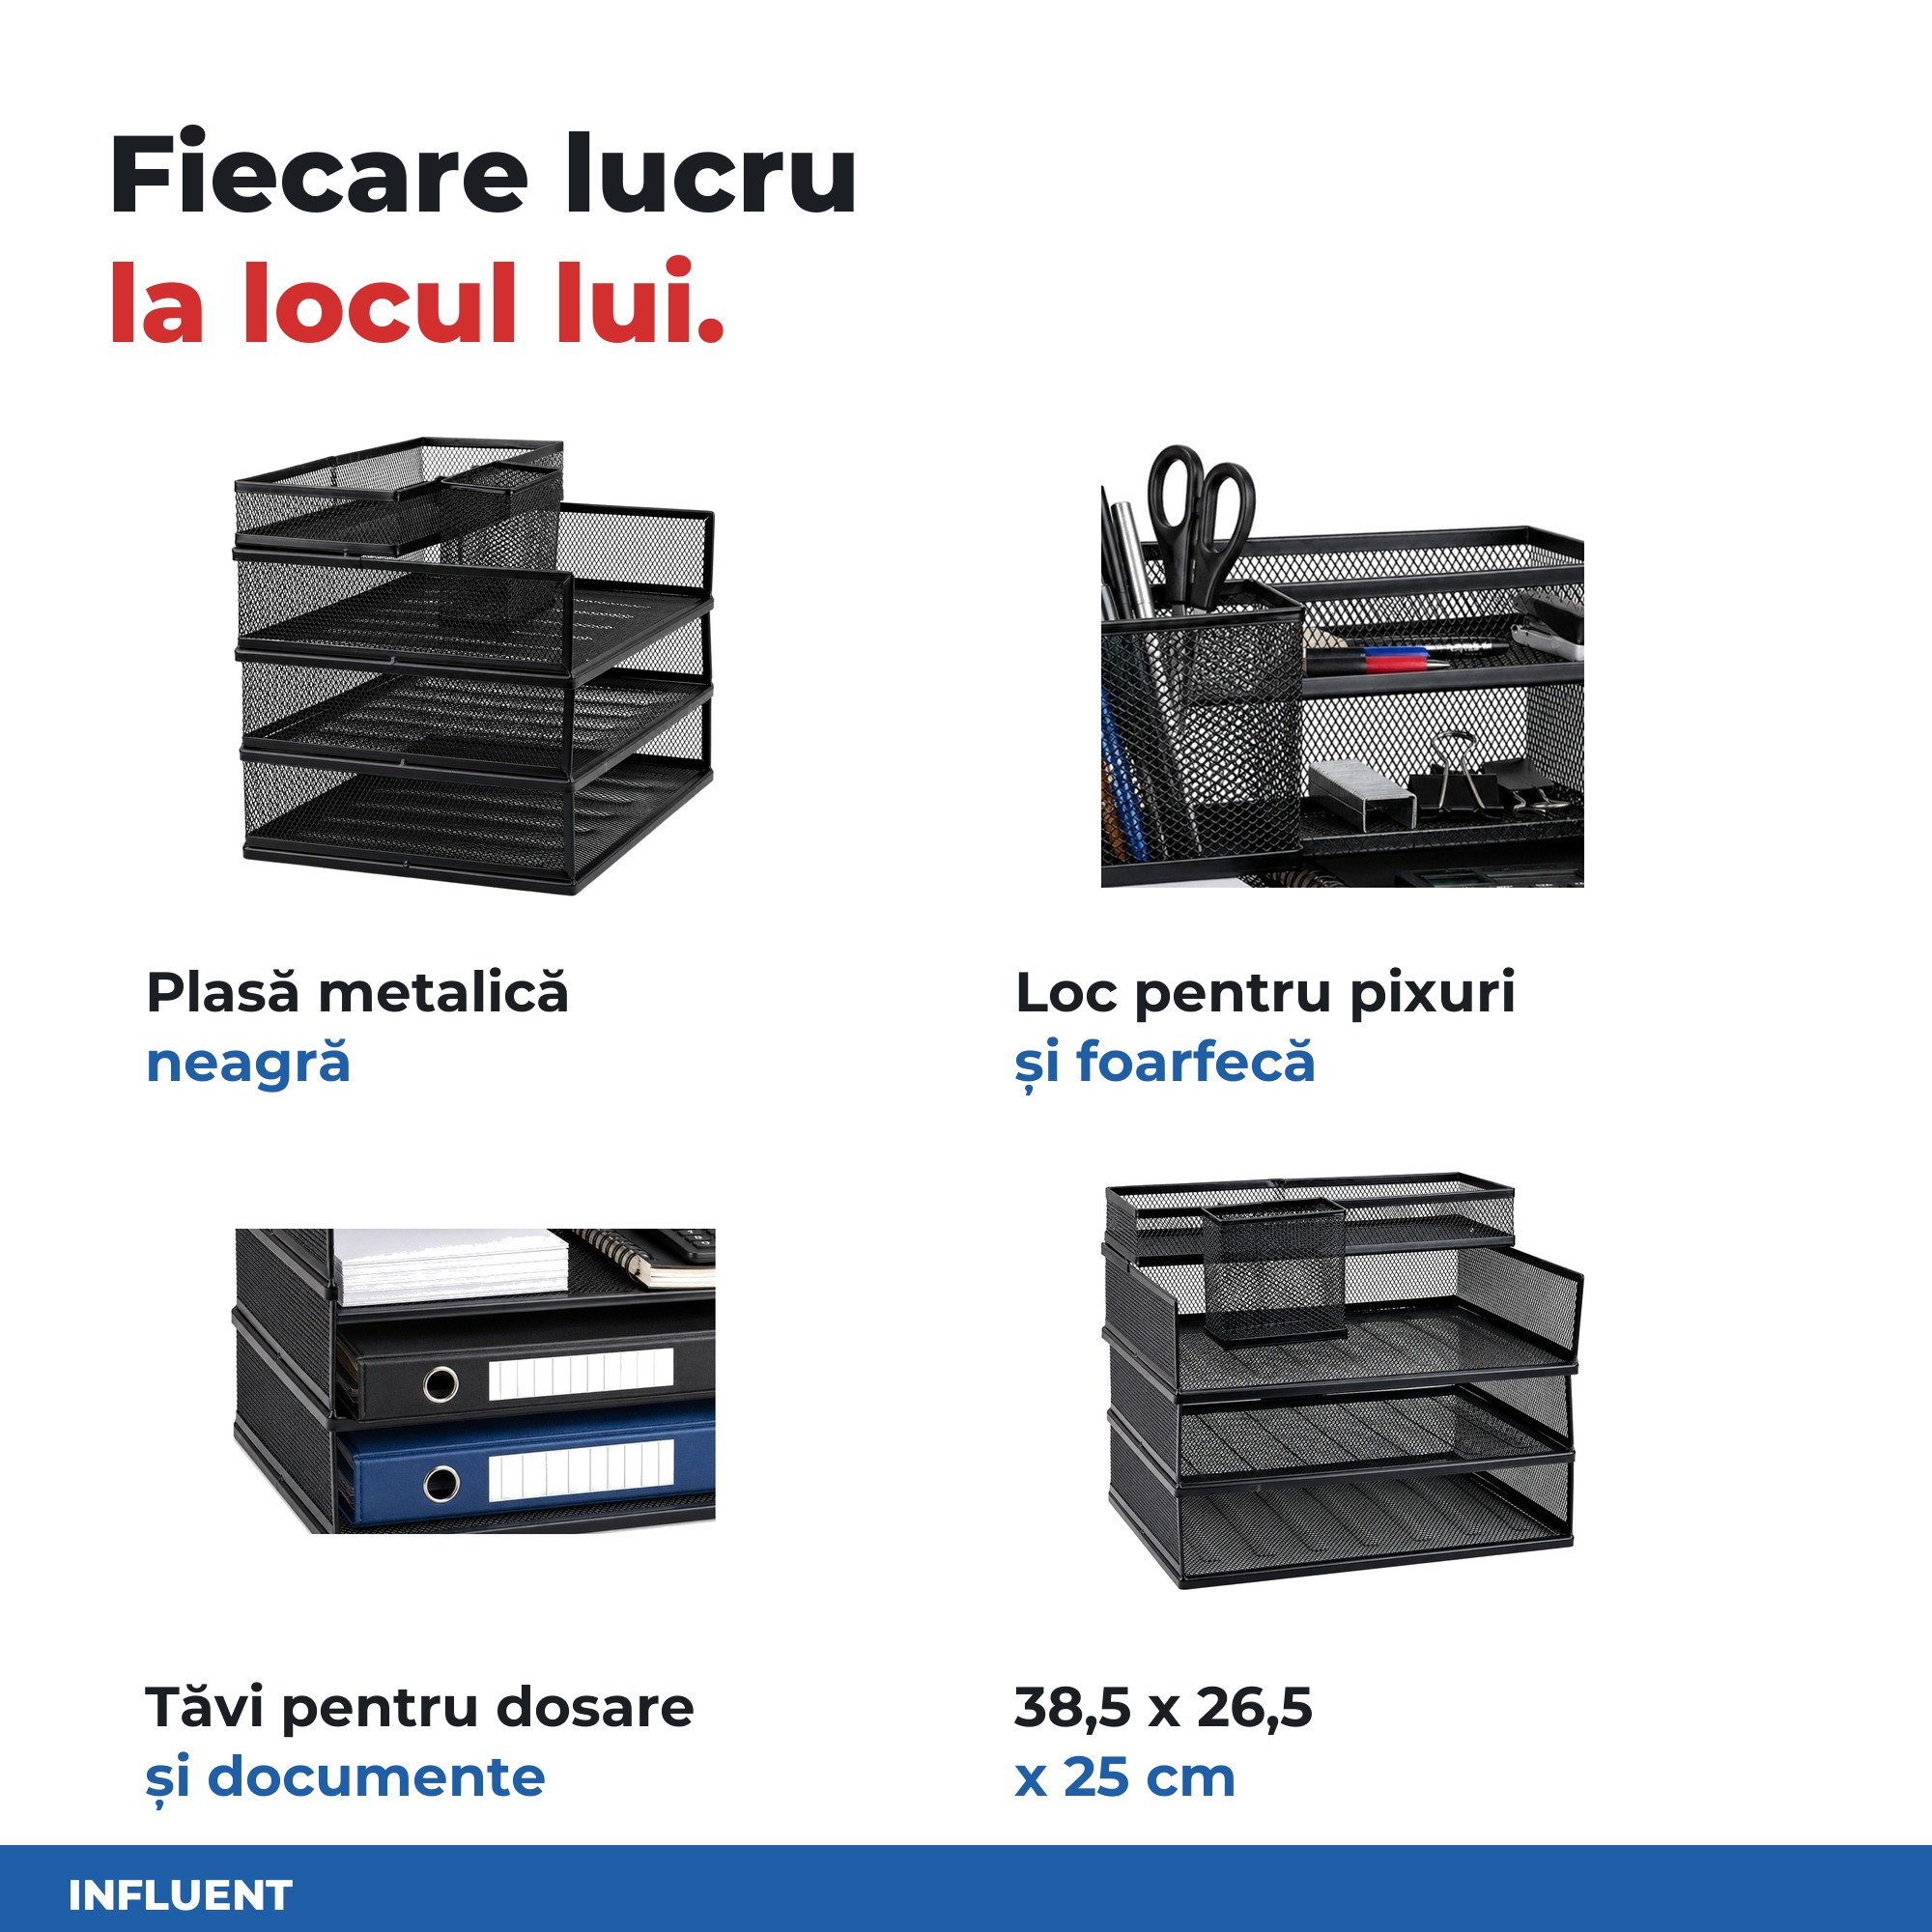 Fiecare lucru
la locul lui.
Plasă metalică
neagră
Loc pentru pixuri
și foarfecă
Tăvi pentru dosare
și documente
38,5 x 26,5
x 25 cm
INFLUENT